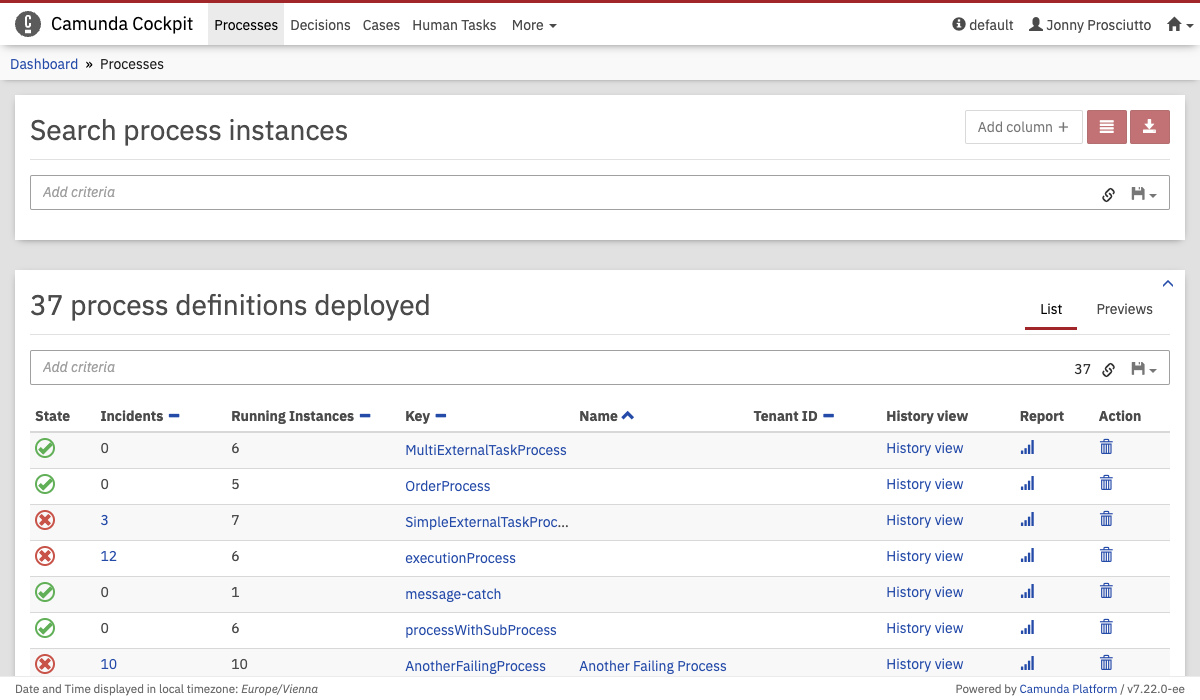 Camunda Cockpit Processes Decisions Cases Human Tasks More default Jonny Prosciutto
Dashboard » Processes
Search process instances
Add column +
Add criteria
37 process definitions deployed
List Previews
Add criteria 37
State Incidents Running Instances Key Name Tenant ID History view Report Action
0 6 MultiExternalTaskProcess History view
0 5 OrderProcess History view
3 7 SimpleExternalTaskProc... History view
12 6 executionProcess History view
0 1 message-catch History view
0 6 processWithSubProcess History view
10 10 AnotherFailingProcess Another Failing Process History view
Date and Time displayed in local timezone: Europe/Vienna Powered by Camunda Platform / v7.22.0-ee